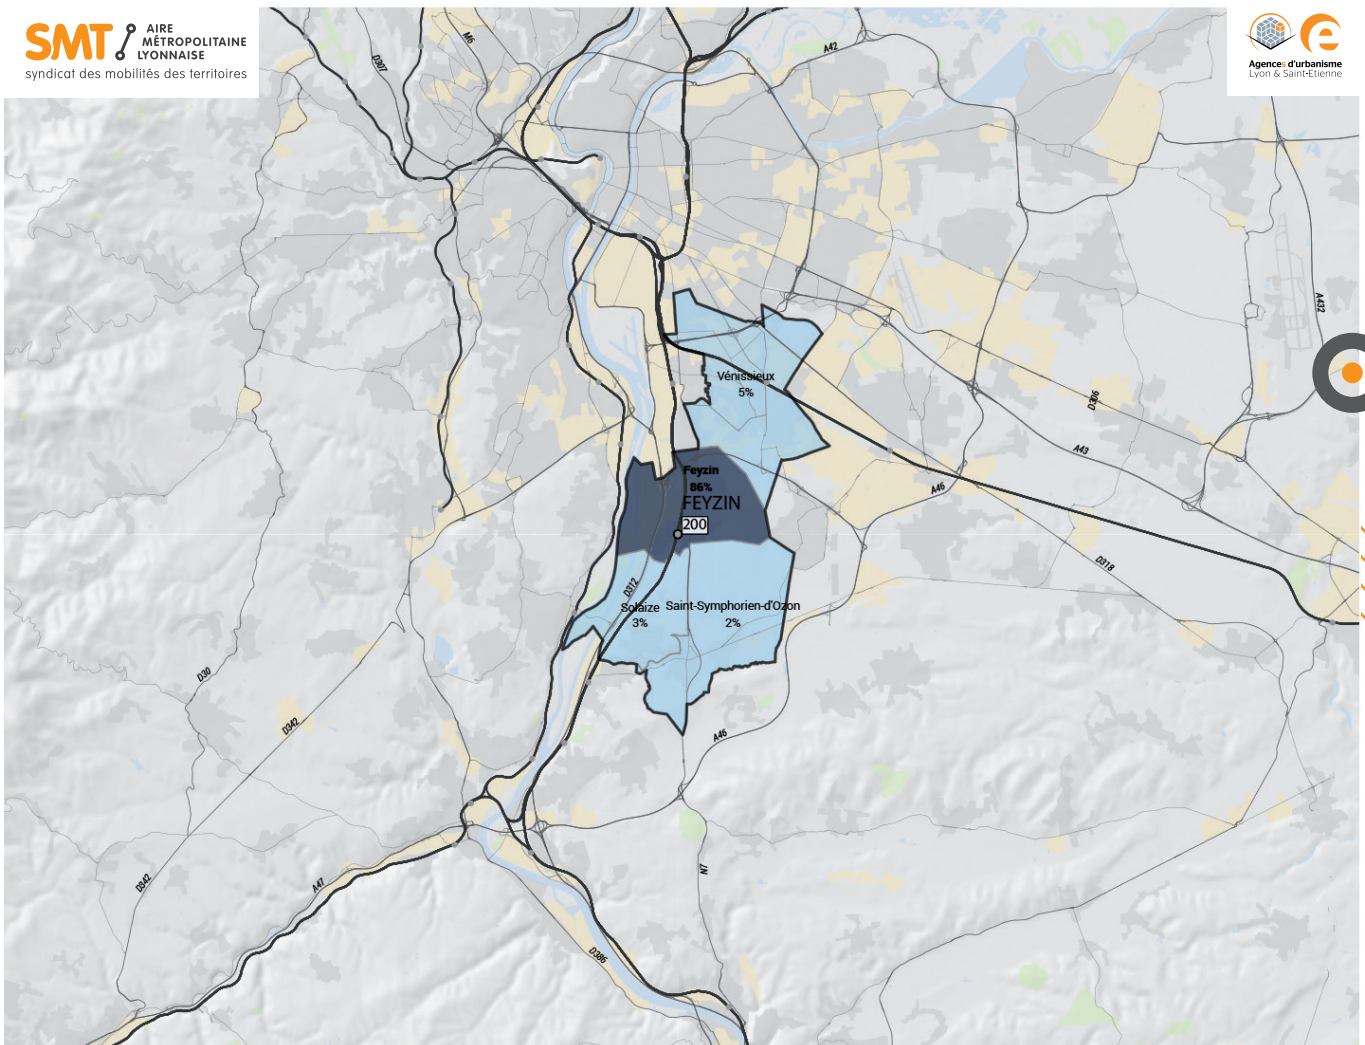 SMT
AIRE
MÉTROPOLITAINE
LYONNAISE
syndicat des mobilités des territoires
Agences d'urbanisme
Lyon & Saint-Etienne
M6
D307
A42
A432
Vénissieux
5%
D306
A43
Feyzin
86%
FEYZIN
200
A46
D318
D312
Solaize
3%
Saint-Symphorien-d'Ozon
2%
D30
D342
A46
D342
A47
N7
D386